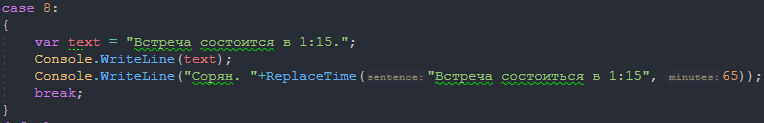 case 8:
{
var text = "Встреча состоится в 1:15.";
Console.WriteLine(text);
Console.WriteLine("Сорян. "+ReplaceTime(sentence:"Встреча состоиться в 1:15", minutes:65));
break;
}